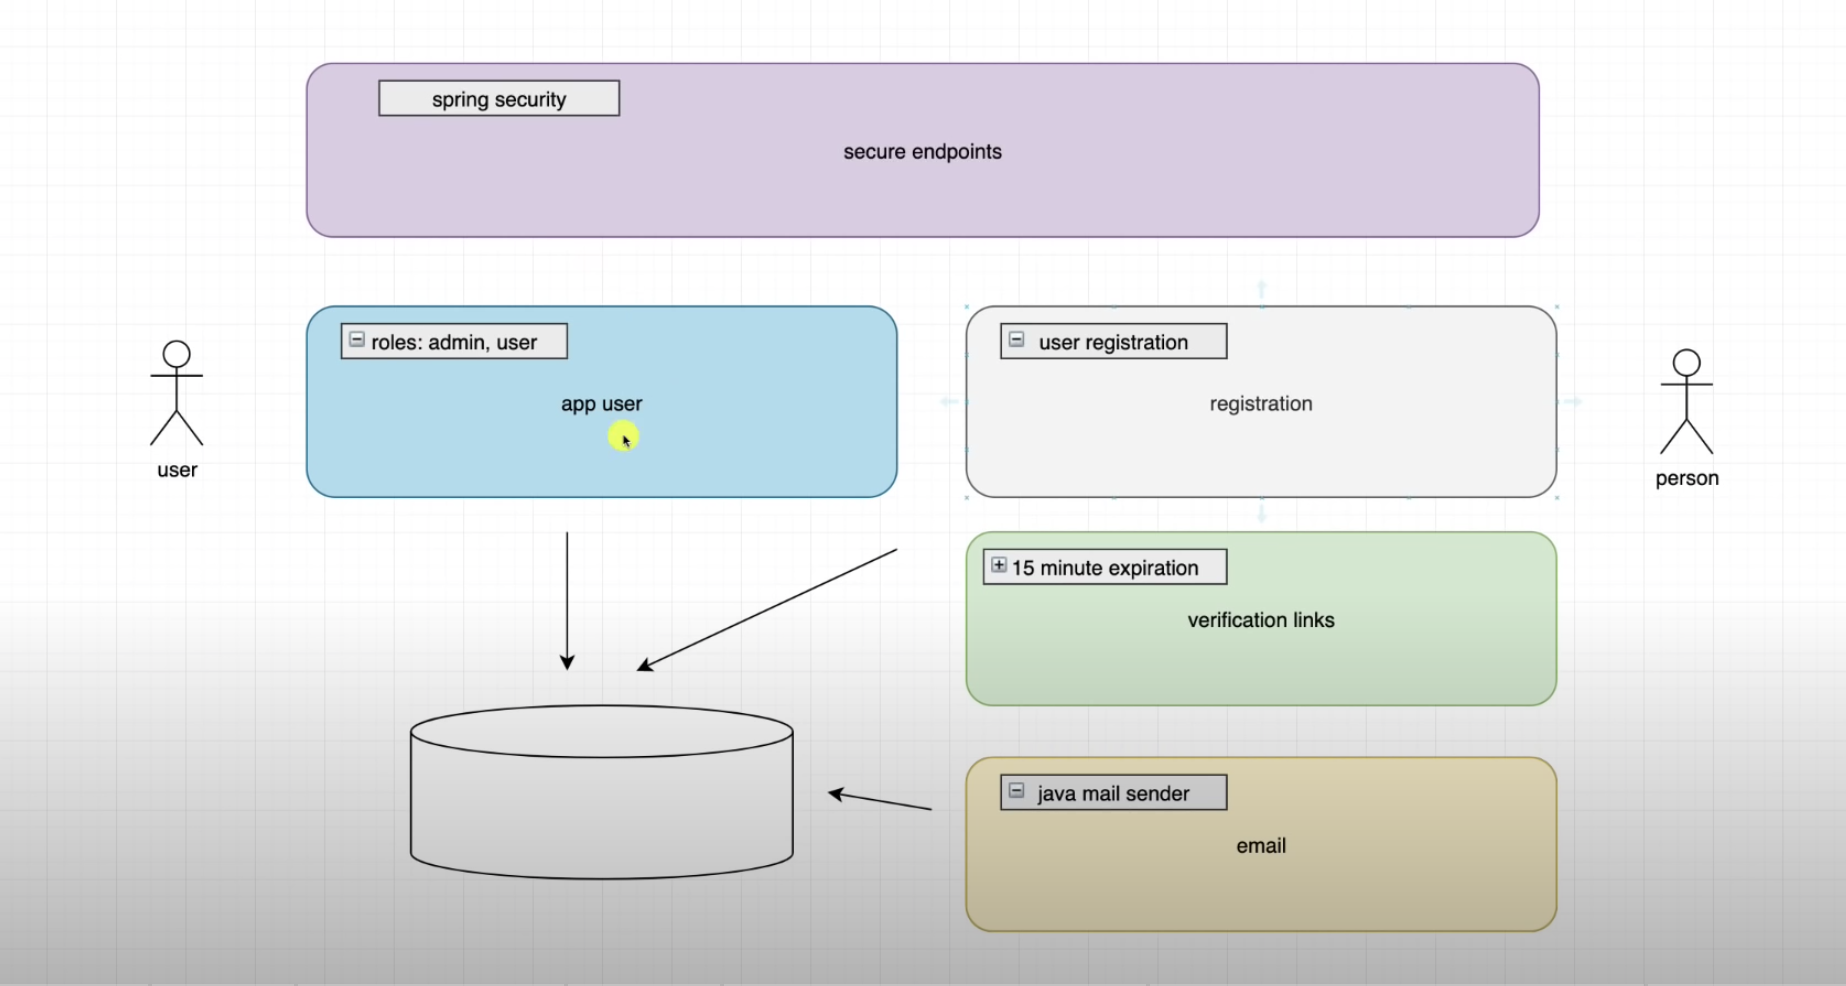 spring security
secure endpoints
roles: admin, user
app user
user
user registration
registration
person
15 minute expiration
verification links
java mail sender
email